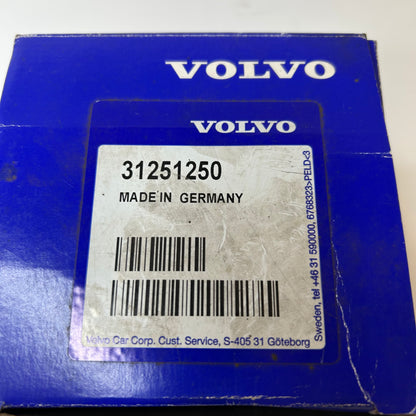 VOLVO
VOLVO
31251250
MADE IN GERMANY
Volvo Car Corp. Cust. Service, S-405 31 Göteborg
Sweden, tel +46 31 590000, 6768323>PELD<3